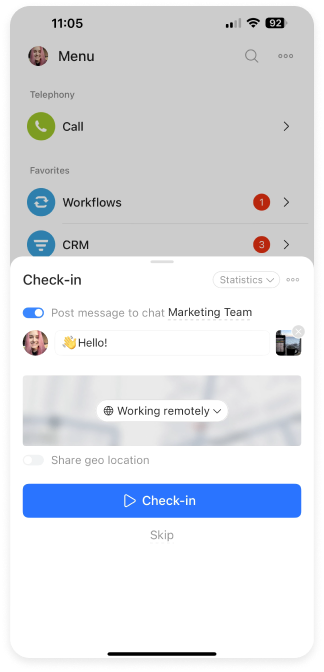 11:05
92
Menu
Telephony
Call
Favorites
Workflows 1
CRM 3
Check-in
Statistics
Post message to chat Marketing Team
👋Hello!
Working remotely
Share geo location
Check-in
Skip